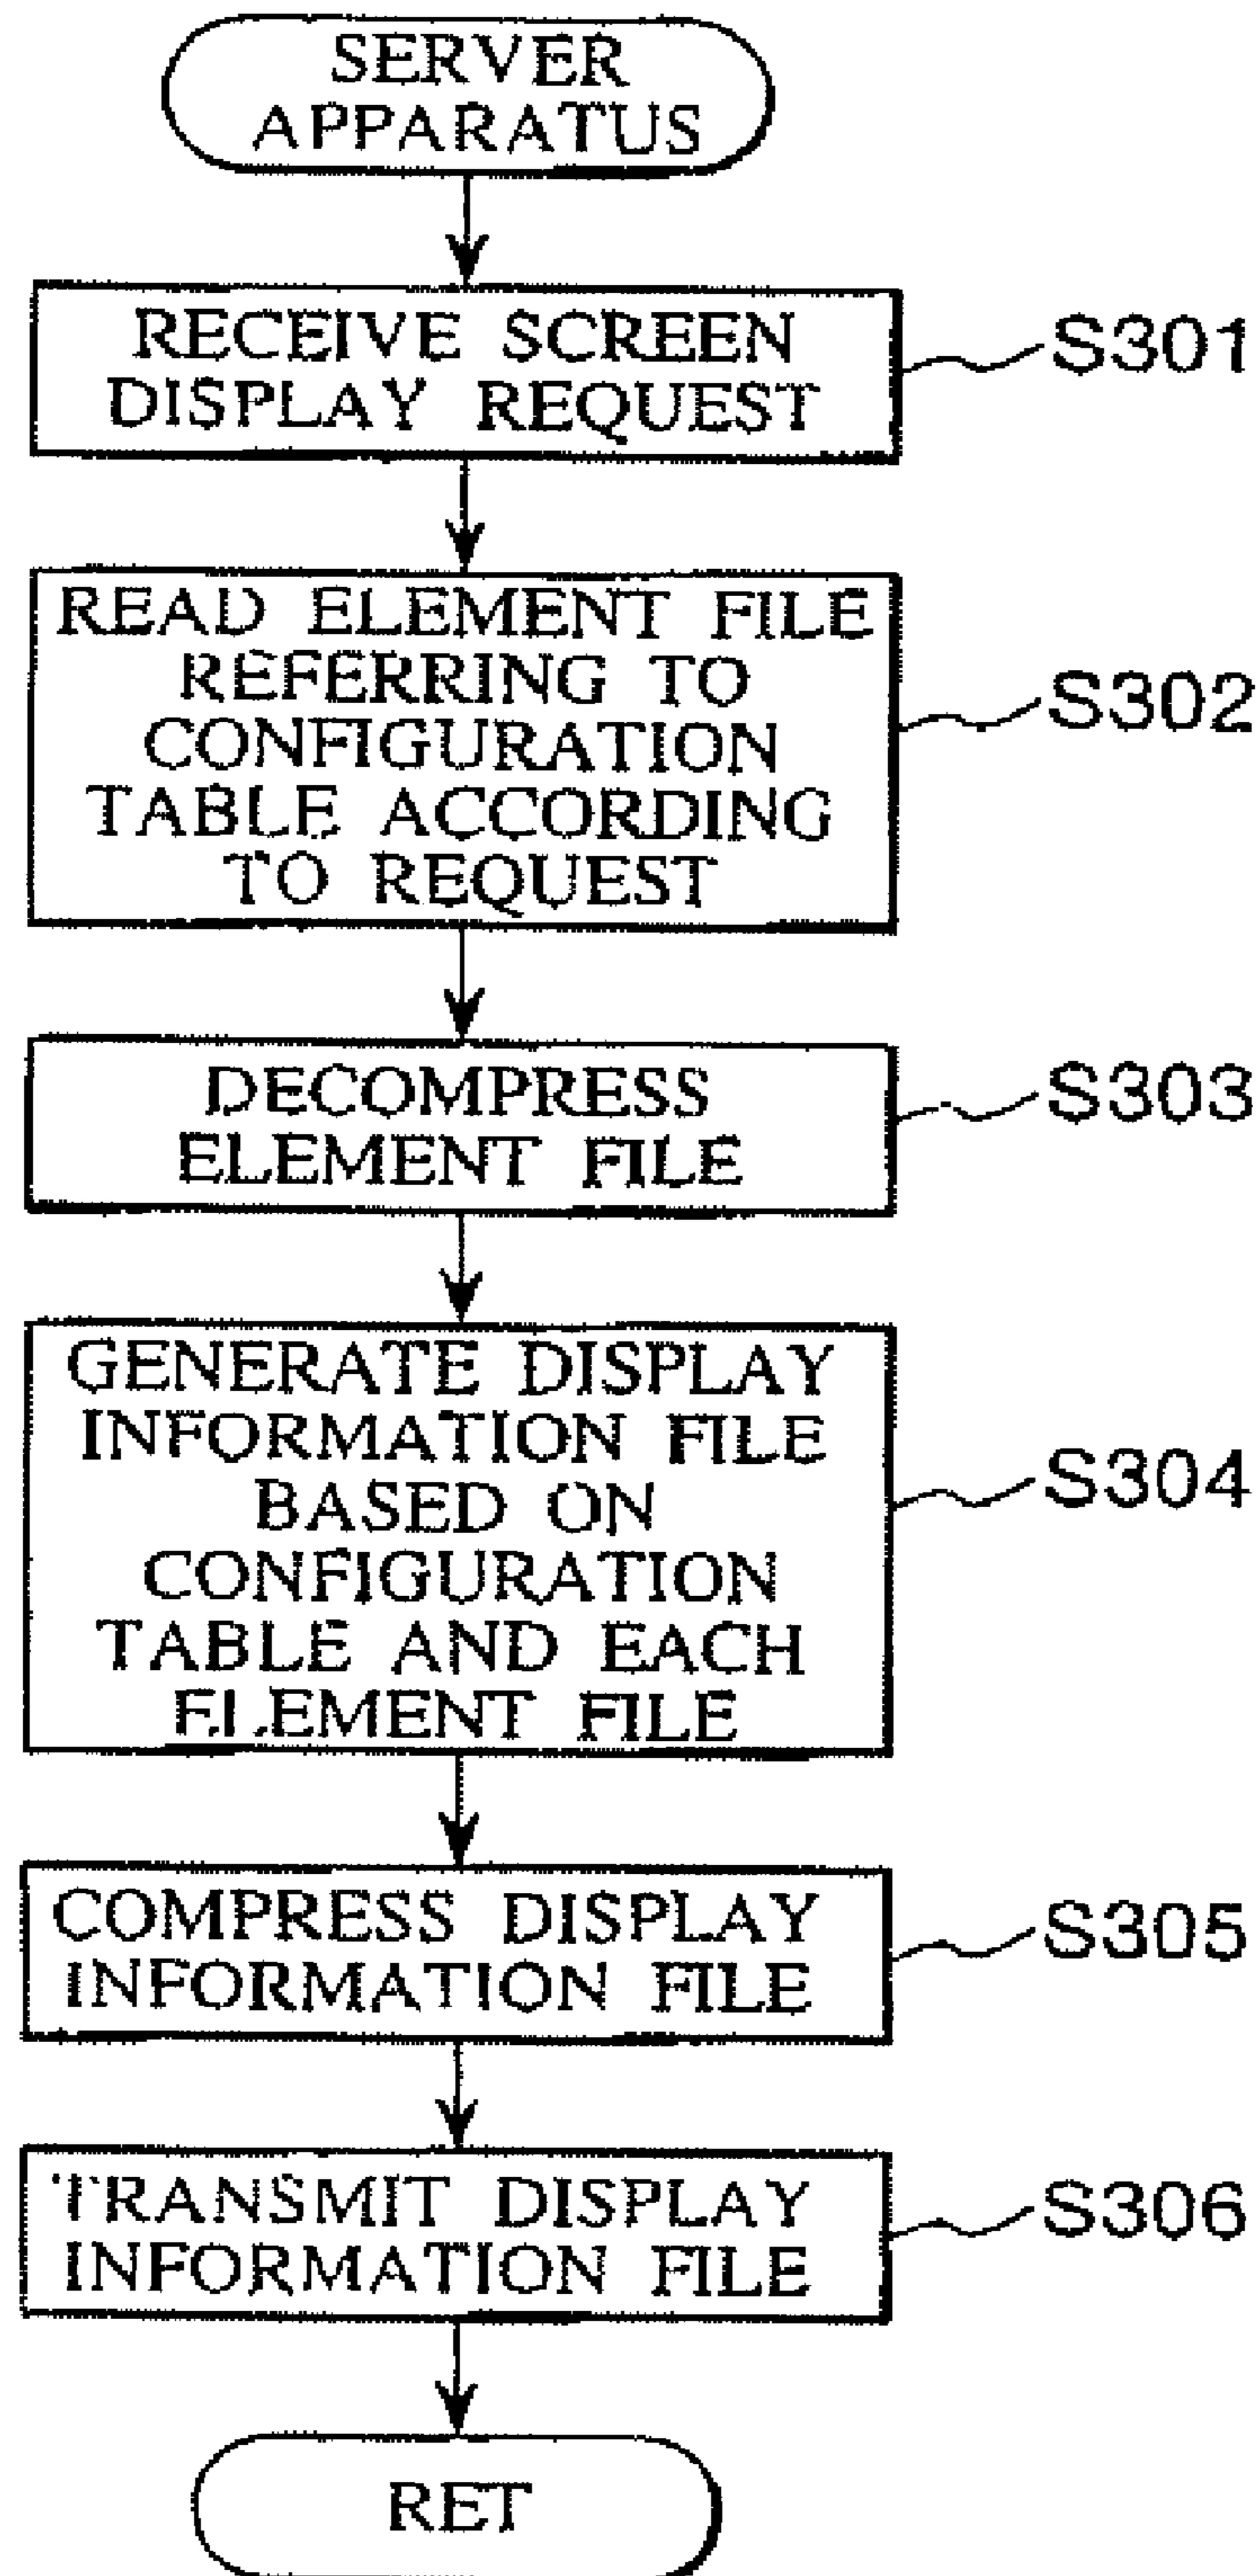 SERVER
APPARATUS
RECEIVE SCREEN
DISPLAY REQUEST
S301
READ ELEMENT FILE
REFERRING TO
CONFIGURATION
TABLE ACCORDING
TO REQUEST
S302
DECOMPRESS
ELEMENT FILE
S303
GENERATE DISPLAY
INFORMATION FILE
BASED ON
CONFIGURATION
TABLE AND EACH
ELEMENT FILE
S304
COMPRESS DISPLAY
INFORMATION FILE
S305
TRANSMIT DISPLAY
INFORMATION FILE
S306
RET